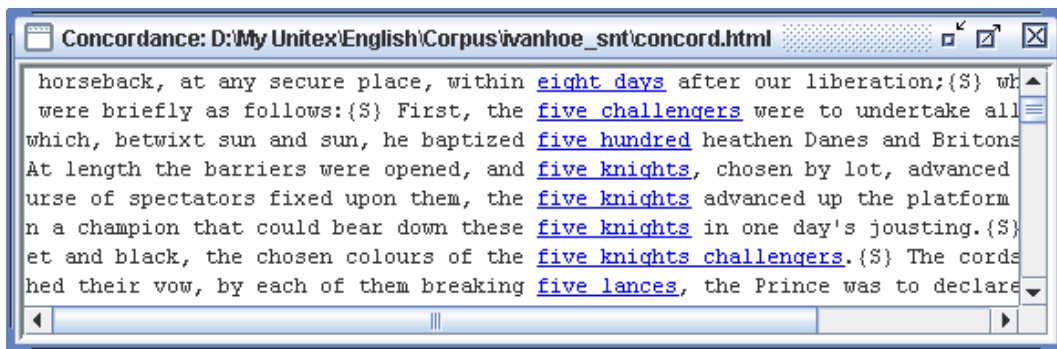 Concordance: D:\My Unitex\English\Corpus\ivanhoe_snt\concord.html
horseback, at any secure place, within eight days after our liberation;{S} wh
were briefly as follows:{S} First, the five challengers were to undertake all
which, betwixt sun and sun, he baptized five hundred heathen Danes and Britons
At length the barriers were opened, and five knights, chosen by lot, advanced
urse of spectators fixed upon them, the five knights advanced up the platform
n a champion that could bear down these five knights in one day's jousting.{S}
et and black, the chosen colours of the five knights challengers.{S} The cords
hed their vow, by each of them breaking five lances, the Prince was to declare